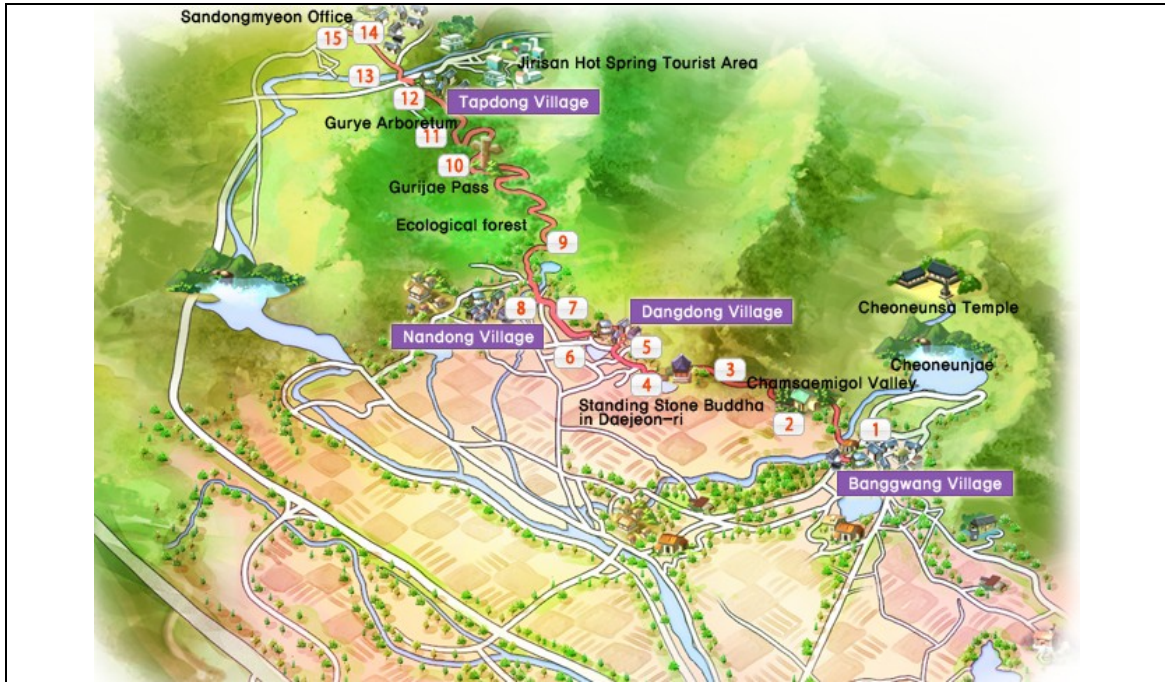 Sandongmyeon Office
15
14
Jirisan Hot Spring Tourist Area
13
12
Tapdong Village
Gurye Arboretum
11
10
Gurijae Pass
Ecological forest
9
Cheoneunsa Temple
8
7
Dangdong Village
Nandong Village
6
5
Cheoneunjae
3
4
Chamsaemigol Valley
Standing Stone Buddha
in Daejeon-ri
2
1
Banggwang Village